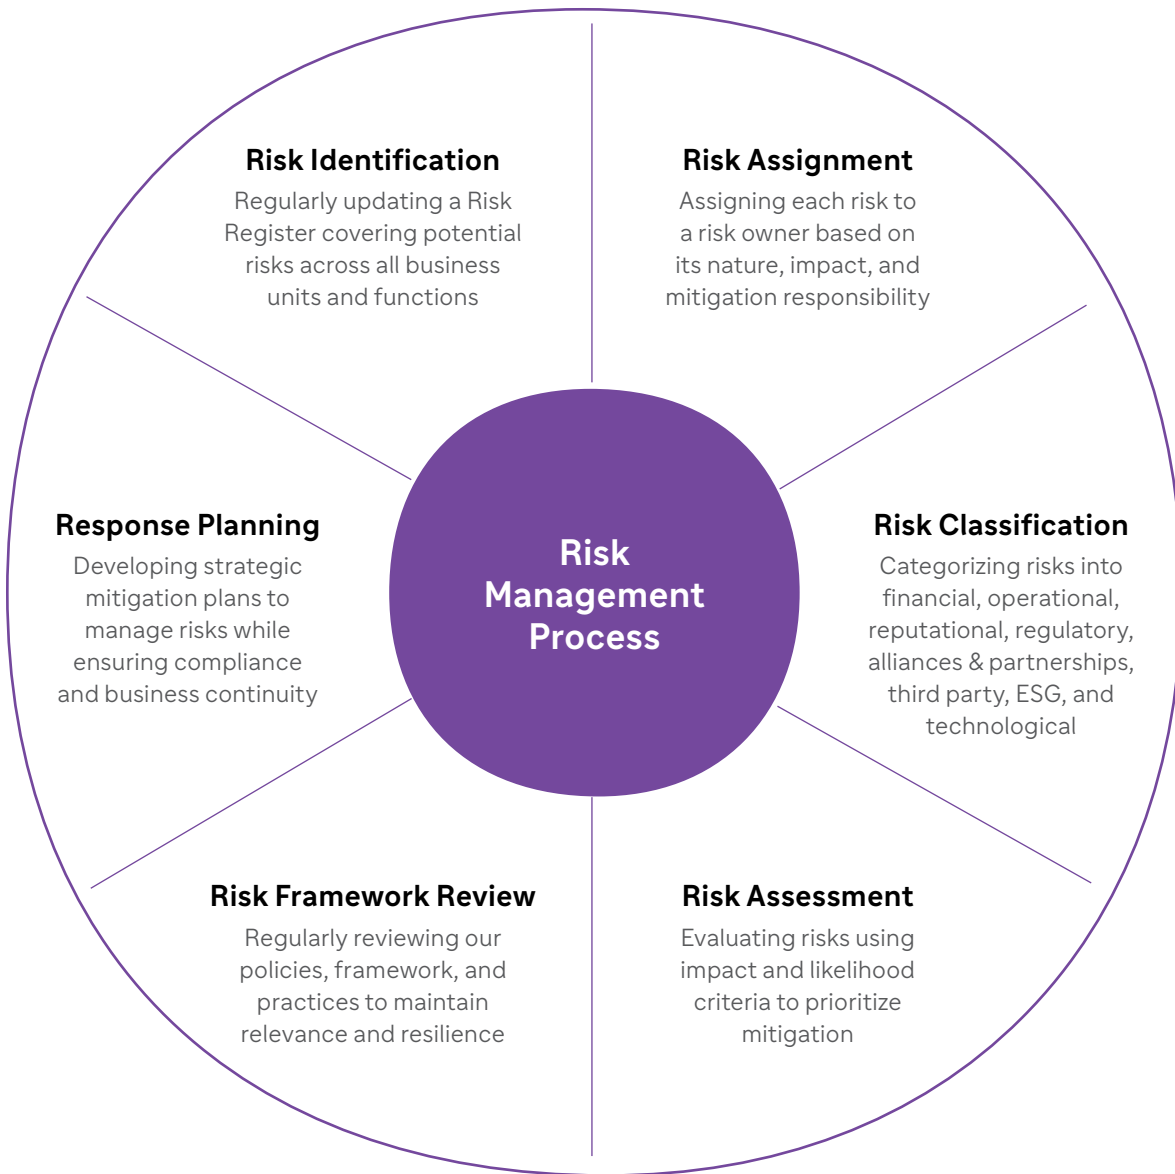 Risk Identification
Regularly updating a Risk
Register covering potential
risks across all business
units and functions
Risk Assignment
Assigning each risk to
a risk owner based on
its nature, impact, and
mitigation responsibility
Response Planning
Developing strategic
mitigation plans to
manage risks while
ensuring compliance
and business continuity
Risk
Management
Process
Risk Classification
Categorizing risks into
financial, operational,
reputational, regulatory,
alliances & partnerships,
third party, ESG, and
technological
Risk Framework Review
Regularly reviewing our
policies, framework, and
practices to maintain
relevance and resilience
Risk Assessment
Evaluating risks using
impact and likelihood
criteria to prioritize
mitigation